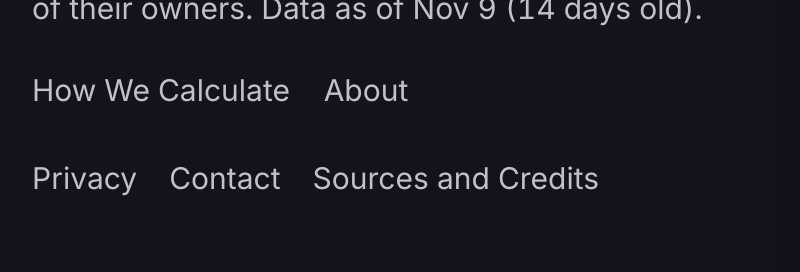 of their owners. Data as of Nov 9 (14 days old).
How We Calculate About
Privacy Contact Sources and Credits